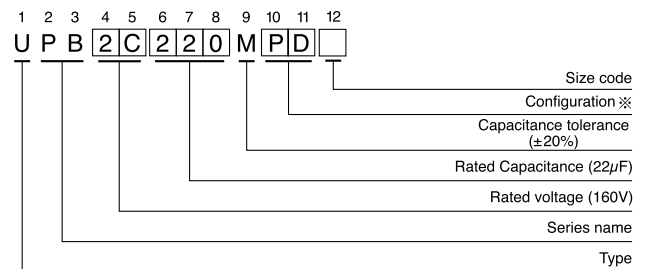 1 2 3 4 5 6 7 8 9 10 11 12
U P B 2 C 2 2 0 M P D
Size code
Configuration ※
Capacitance tolerance
(±20%)
Rated Capacitance (22µF)
Rated voltage (160V)
Series name
Type